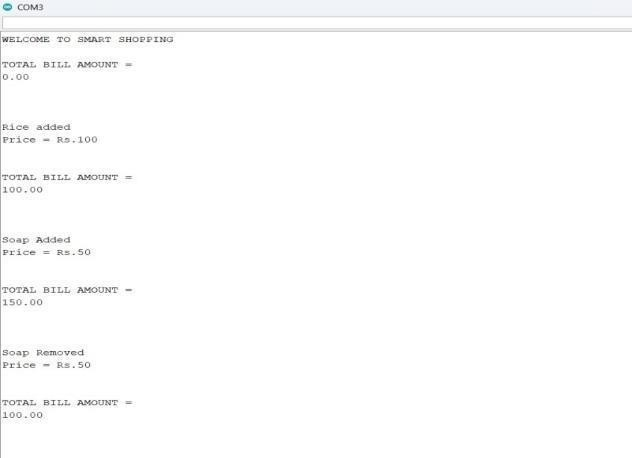 COM3
WELCOME TO SMART SHOPPING
TOTAL BILL AMOUNT =
0.00
Rice added
Price = Rs.100
TOTAL BILL AMOUNT =
100.00
Soap Added
Price = Rs.50
TOTAL BILL AMOUNT =
150.00
Soap Removed
Price = Rs.50
TOTAL BILL AMOUNT =
100.00